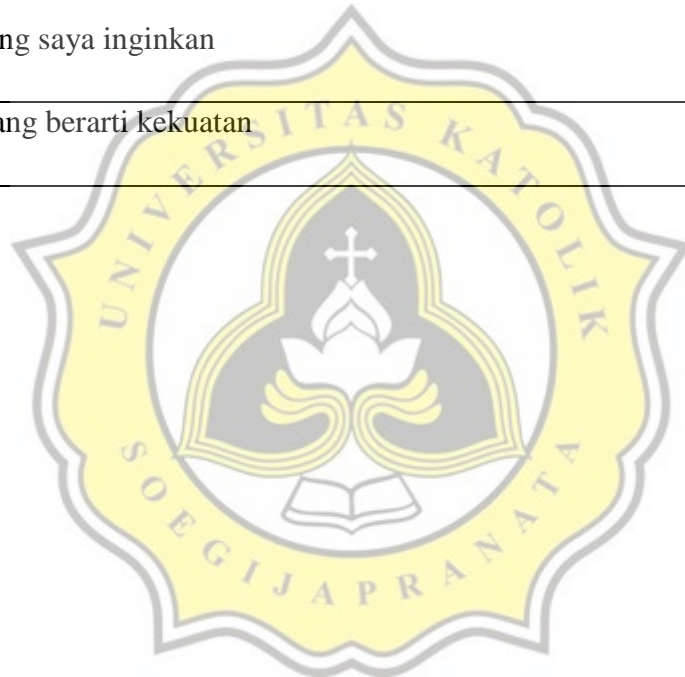 ng saya inginkan
ang berarti kekuatan
UNIVERSITAS KATOLIK
SOEGIJAPRANATA